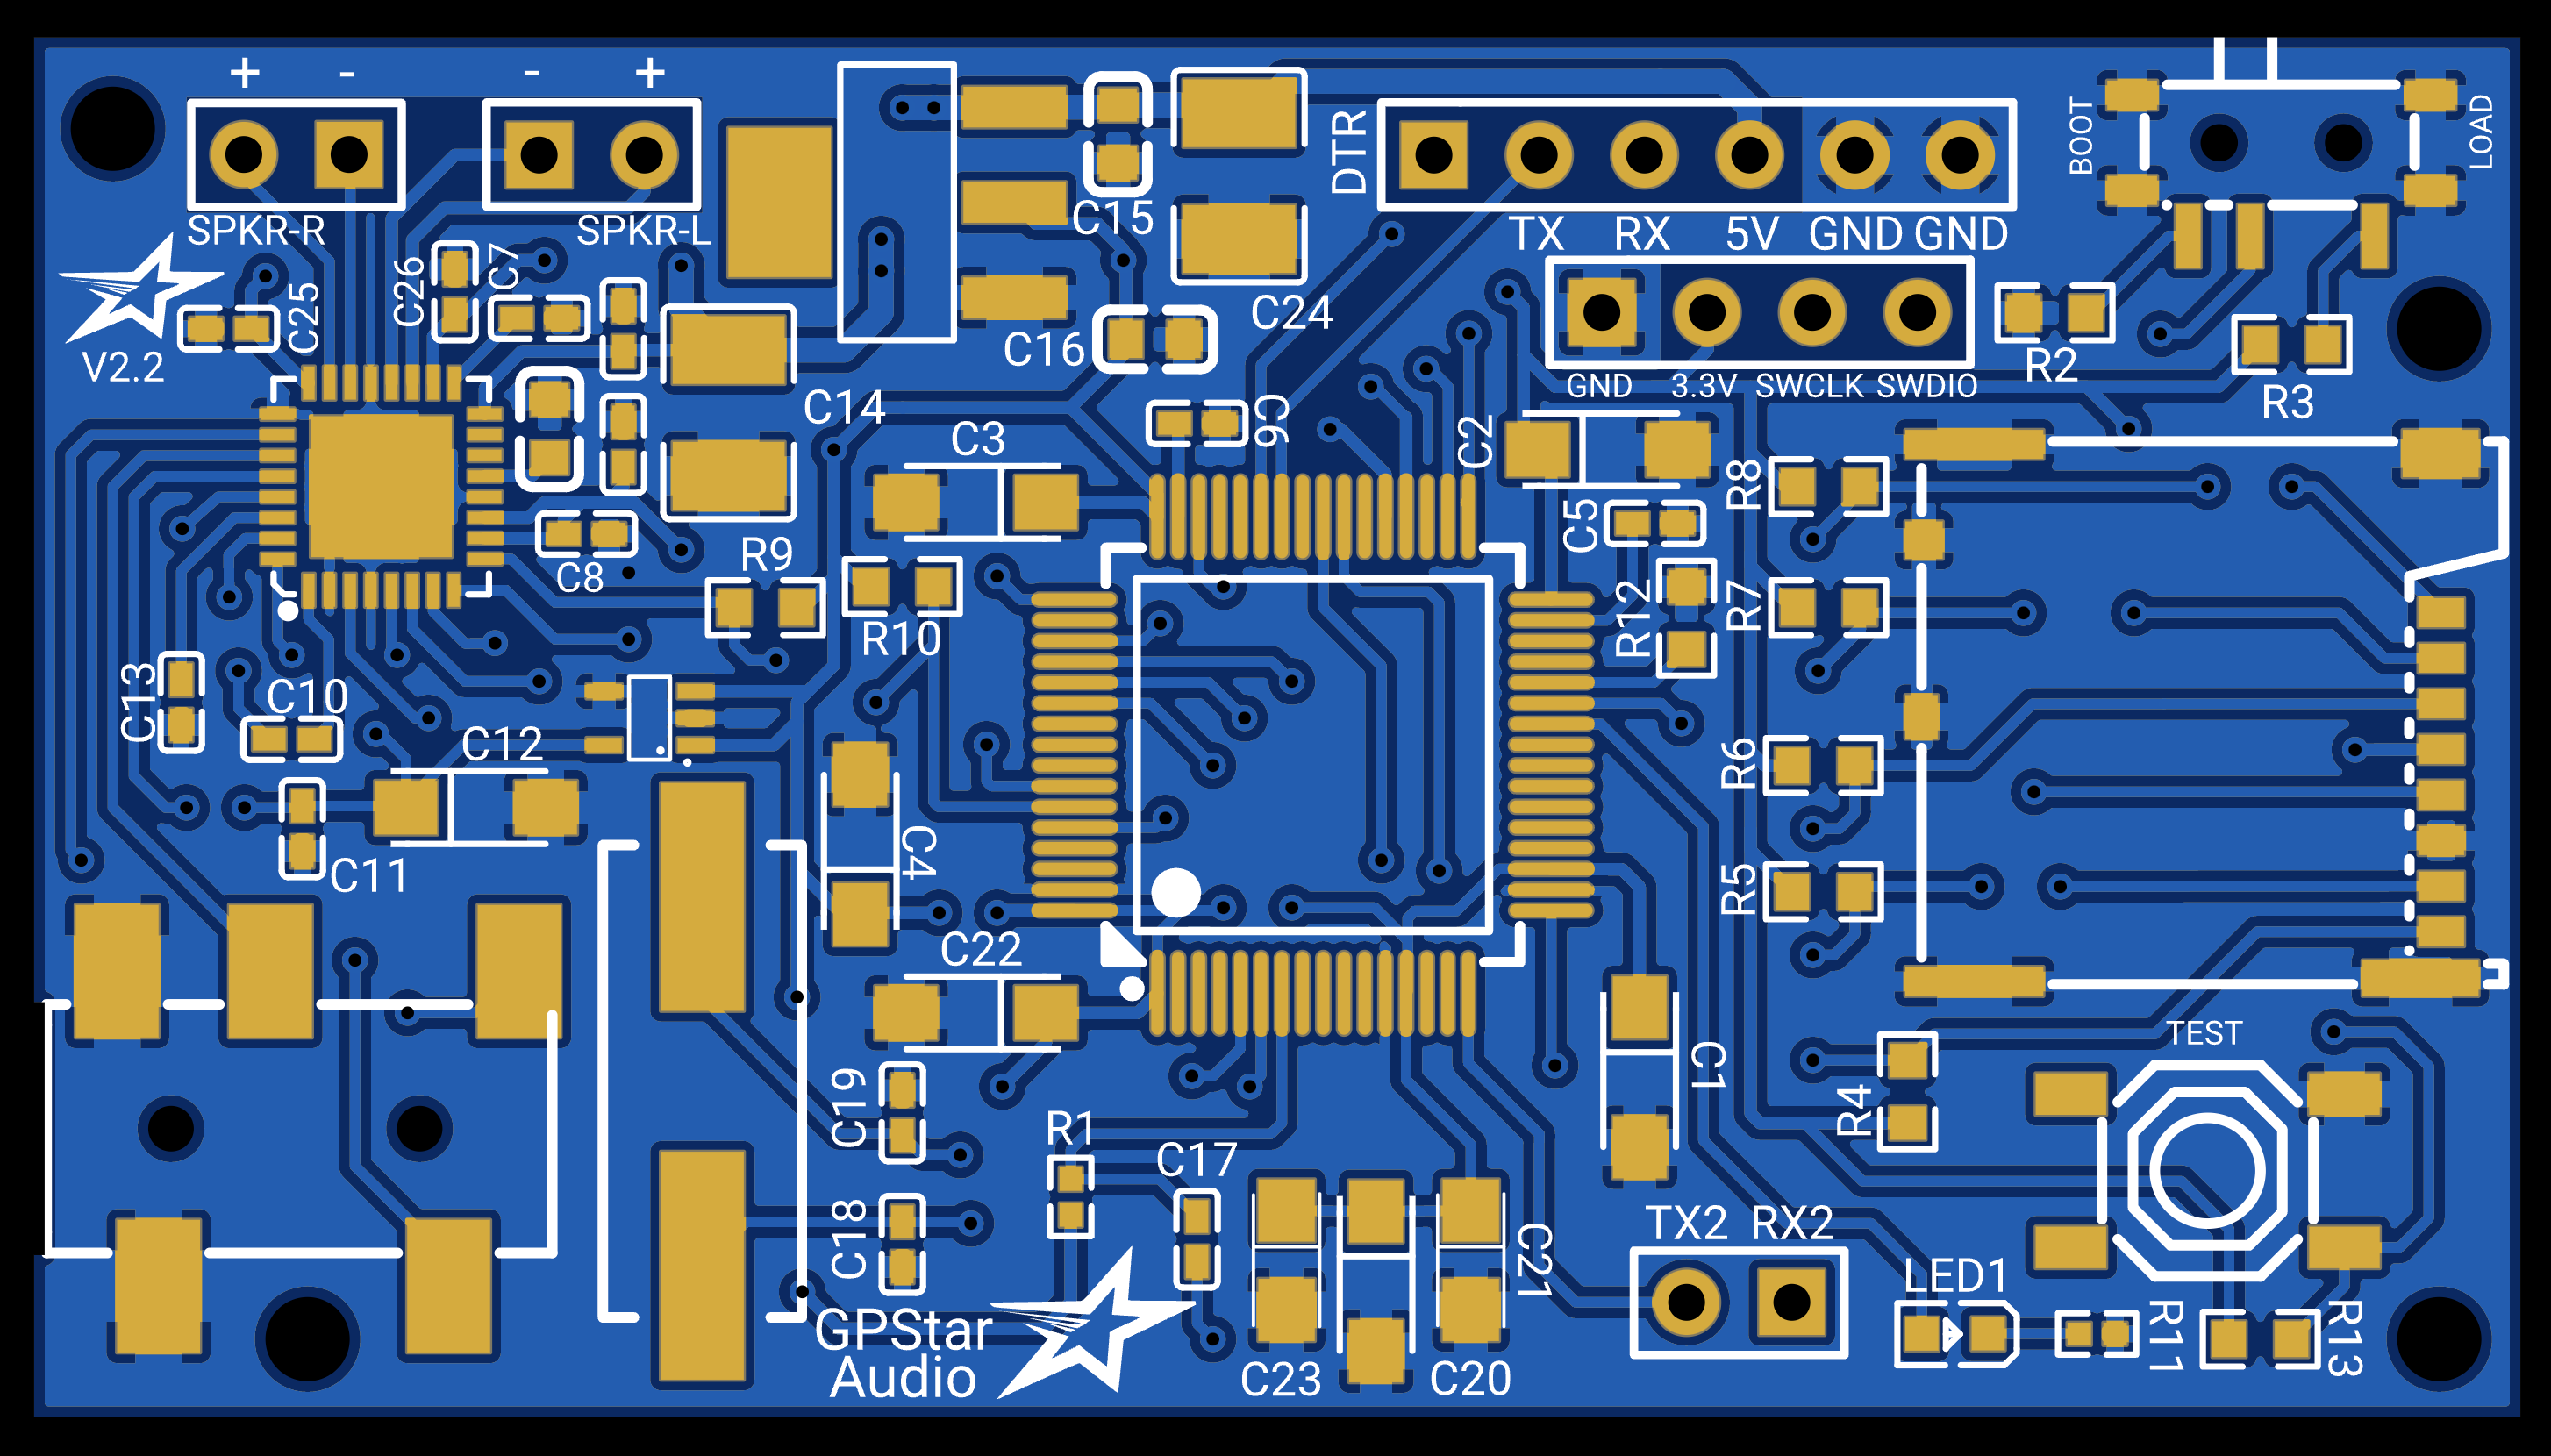 + - - +
SPKR-R SPKR-L
DTR
TX RX 5V GND GND
BOOT LOAD
C15
C26 C7 C25
V2.2
C24
C16
GND 3.3V SWCLK SWDIO
R2
R3
C14
C3
C9
C2
C5
R8
R9
C8
R10
R12
R7
C13
C10
C12
R6
C11
C4
R5
C22
TEST
C1
C19
R1
C17
R4
C18
TX2 RX2
C21
LED1
R11
R13
GPStar
Audio
C23 C20